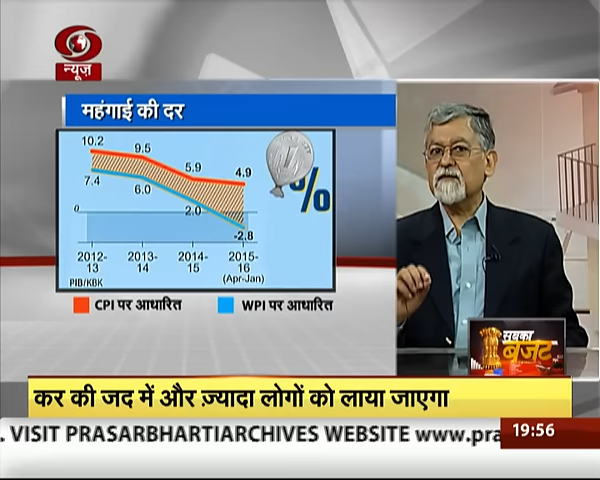 न्यूज़
महंगाई की दर
10.2
9.5
5.9
4.9
7.4
6.0
2.0
-2.8
0
%
2012-13
2013-14
2014-15
2015-16
(Apr-Jan)
PIB/KBK
CPI पर आधारित
WPI पर आधारित
सबका
बजट
कर की जद में और ज़्यादा लोगों को लाया जाएगा
. VISIT PRASARBHARTIARCHIVES WEBSITE www.pra
19:56